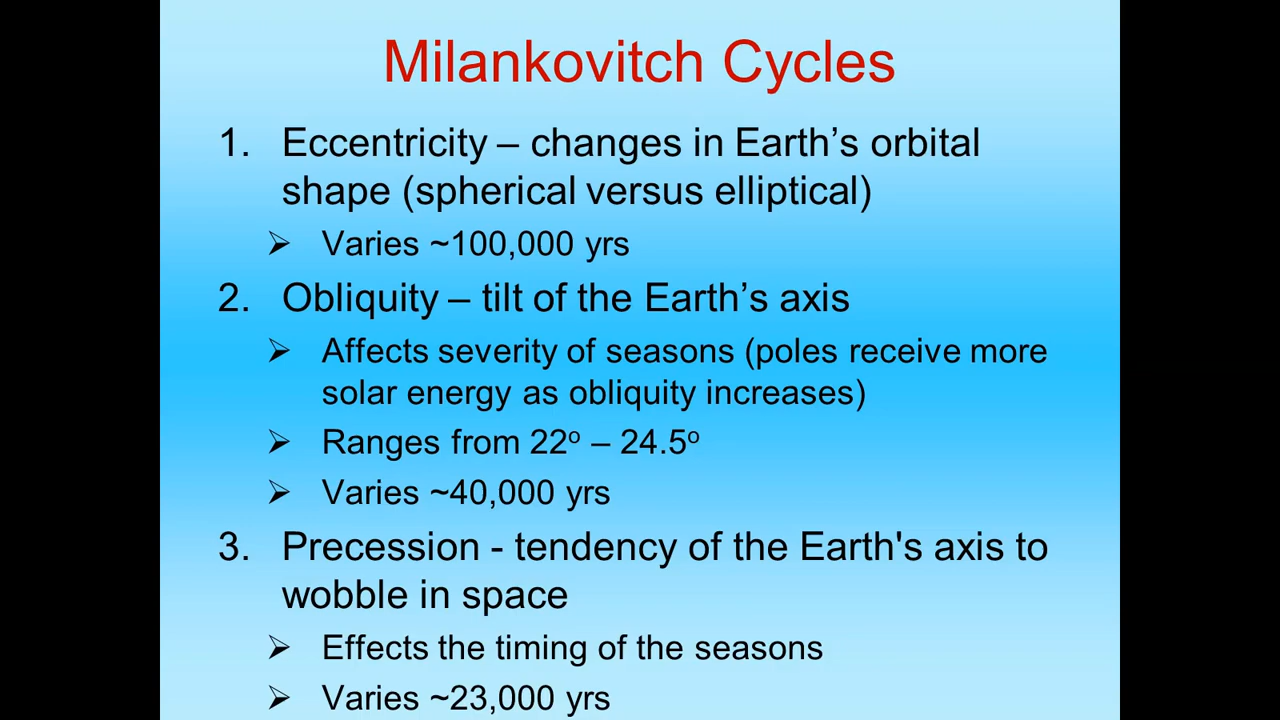 Milankovitch Cycles
1. Eccentricity – changes in Earth’s orbital
shape (spherical versus elliptical)
➢ Varies ~100,000 yrs
2. Obliquity – tilt of the Earth’s axis
➢ Affects severity of seasons (poles receive more
solar energy as obliquity increases)
➢ Ranges from 22º – 24.5º
➢ Varies ~40,000 yrs
3. Precession - tendency of the Earth's axis to
wobble in space
➢ Effects the timing of the seasons
➢ Varies ~23,000 yrs